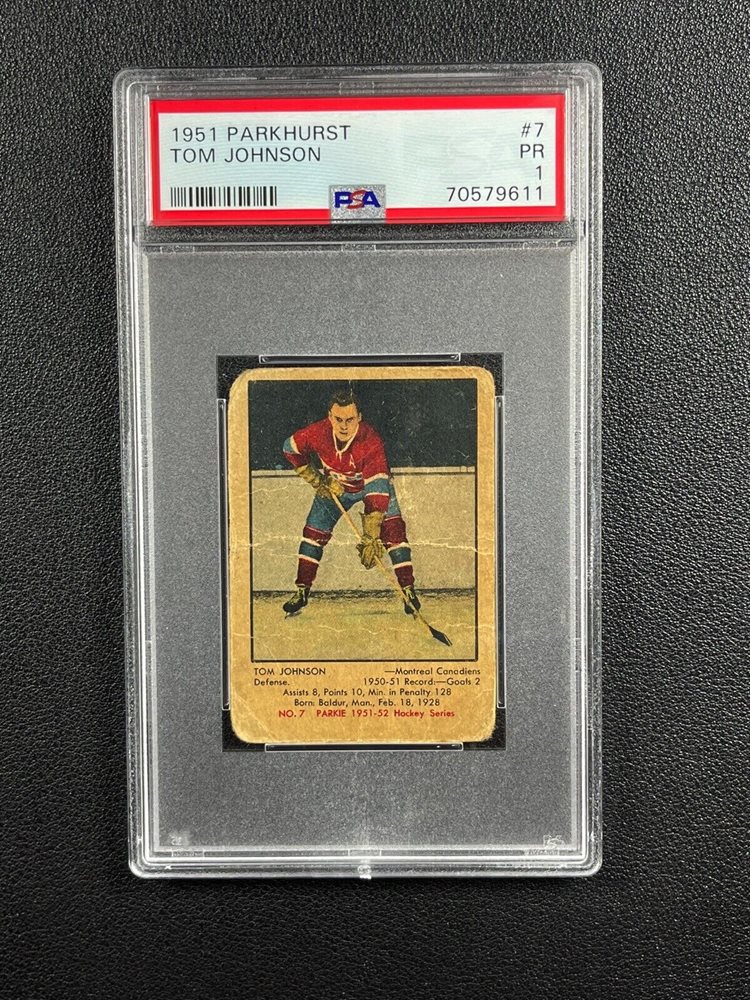 1951 PARKHURST #7
TOM JOHNSON PR
1
PSA 70579611
TOM JOHNSON —Montreal Canadiens
Defense. 1950-51 Record:—Goals 2
Assists 8, Points 10, Min. in Penalty 128
Born: Baldur, Man., Feb. 18, 1928
NO. 7 PARKIE 1951-52 Hockey Series